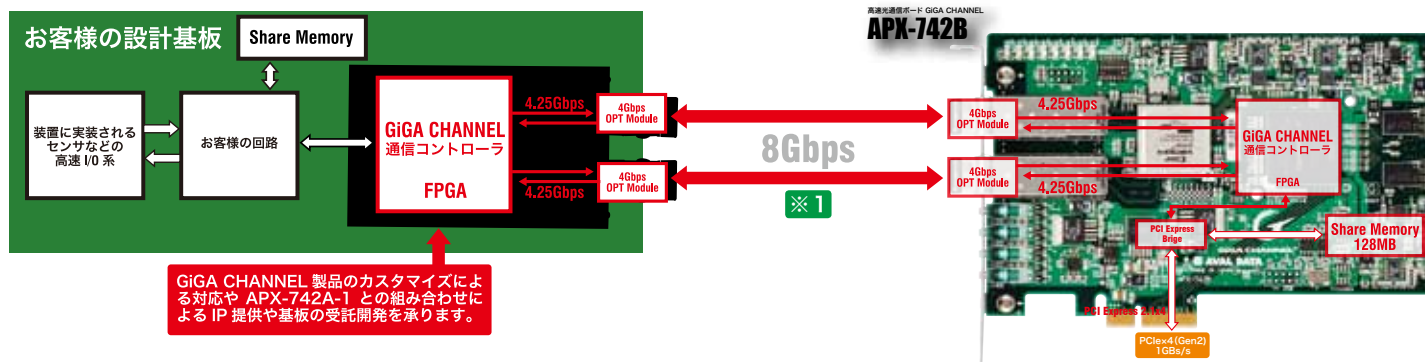 お客様の設計基板
Share Memory
装置に実装される
センサなどの
高速 I/O 系
お客様の回路
GiGA CHANNEL
通信コントローラ
FPGA
4.25Gbps
4Gbps
OPT Module
4.25Gbps
4Gbps
OPT Module
GiGA CHANNEL 製品のカスタマイズによ
る対応や APX-742A-1 との組み合わせに
よる IP 提供や基板の受託開発を承ります。
8Gbps
※1
高速光通信ボード GiGA CHANNEL
APX-742B
4Gbps
OPT Module
4.25Gbps
4Gbps
OPT Module
4.25Gbps
GiGA CHANNEL
通信コントローラ
FPGA
PCI Express
Brige
Share Memory
128MB
AVAL DATA
PCI Express 2.1x4
PCIex4(Gen2)
1GBs/s